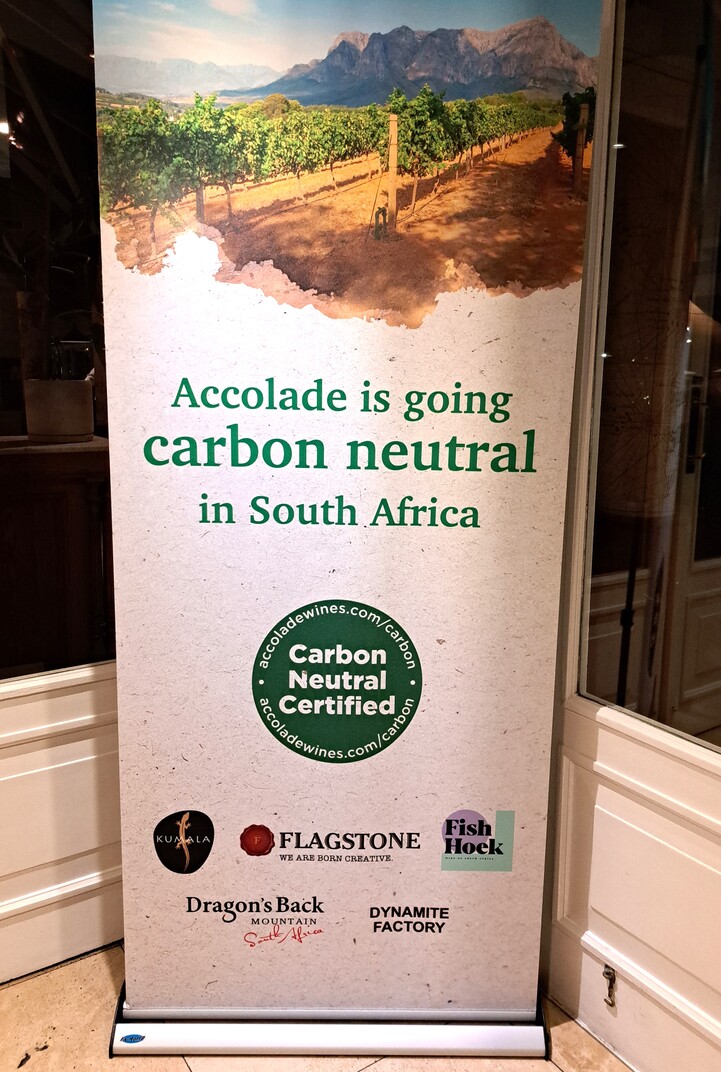 Accolade is going
carbon neutral
in South Africa
accoladewines.com/carbon
Carbon
Neutral
Certified
accoladewines.com/carbon
KUMALA
F
FLAGSTONE
WE ARE BORN CREATIVE.
Fish
Hoek
Dragon's Back
MOUNTAIN
South Africa
DYNAMITE
FACTORY